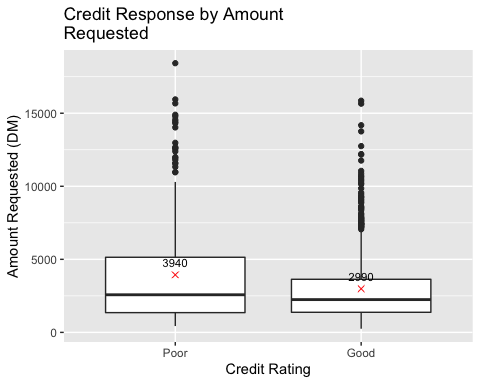 Credit Response by Amount
Requested
Amount Requested (DM)
15000
10000
5000
0
3940
2990
Poor
Good
Credit Rating